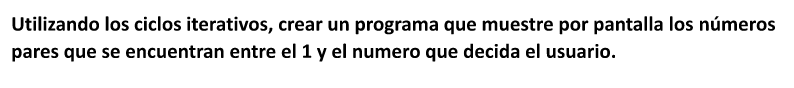 Utilizando los ciclos iterativos, crear un programa que muestre por pantalla los números
pares que se encuentran entre el 1 y el numero que decida el usuario.